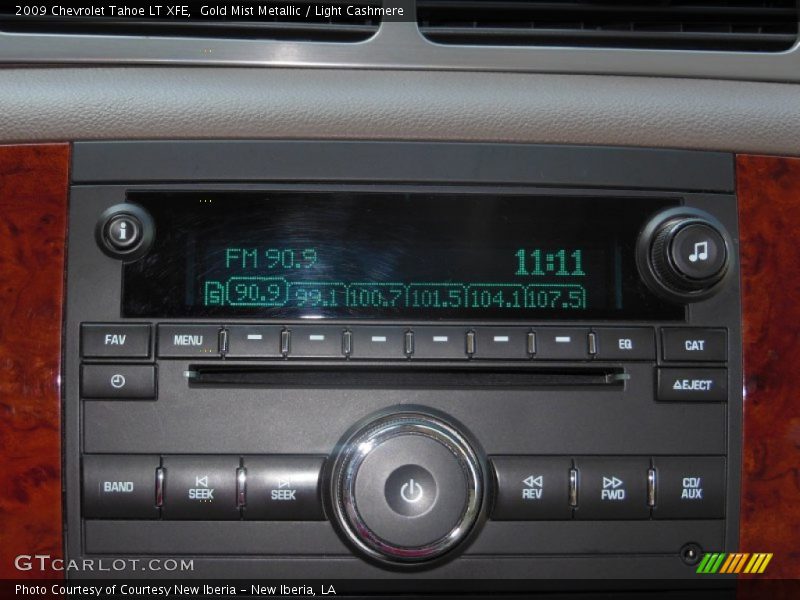 2009 Chevrolet Tahoe LT XFE,  Gold Mist Metallic / Light Cashmere
i
FM 90.9 11:11
90.9 99.1 100.7 101.5 104.1 107.5
FAV MENU EQ CAT
EJECT
BAND SEEK SEEK REV FWD CD/
AUX
GTCARLOT.COM
Photo Courtesy of Courtesy New Iberia - New Iberia, LA